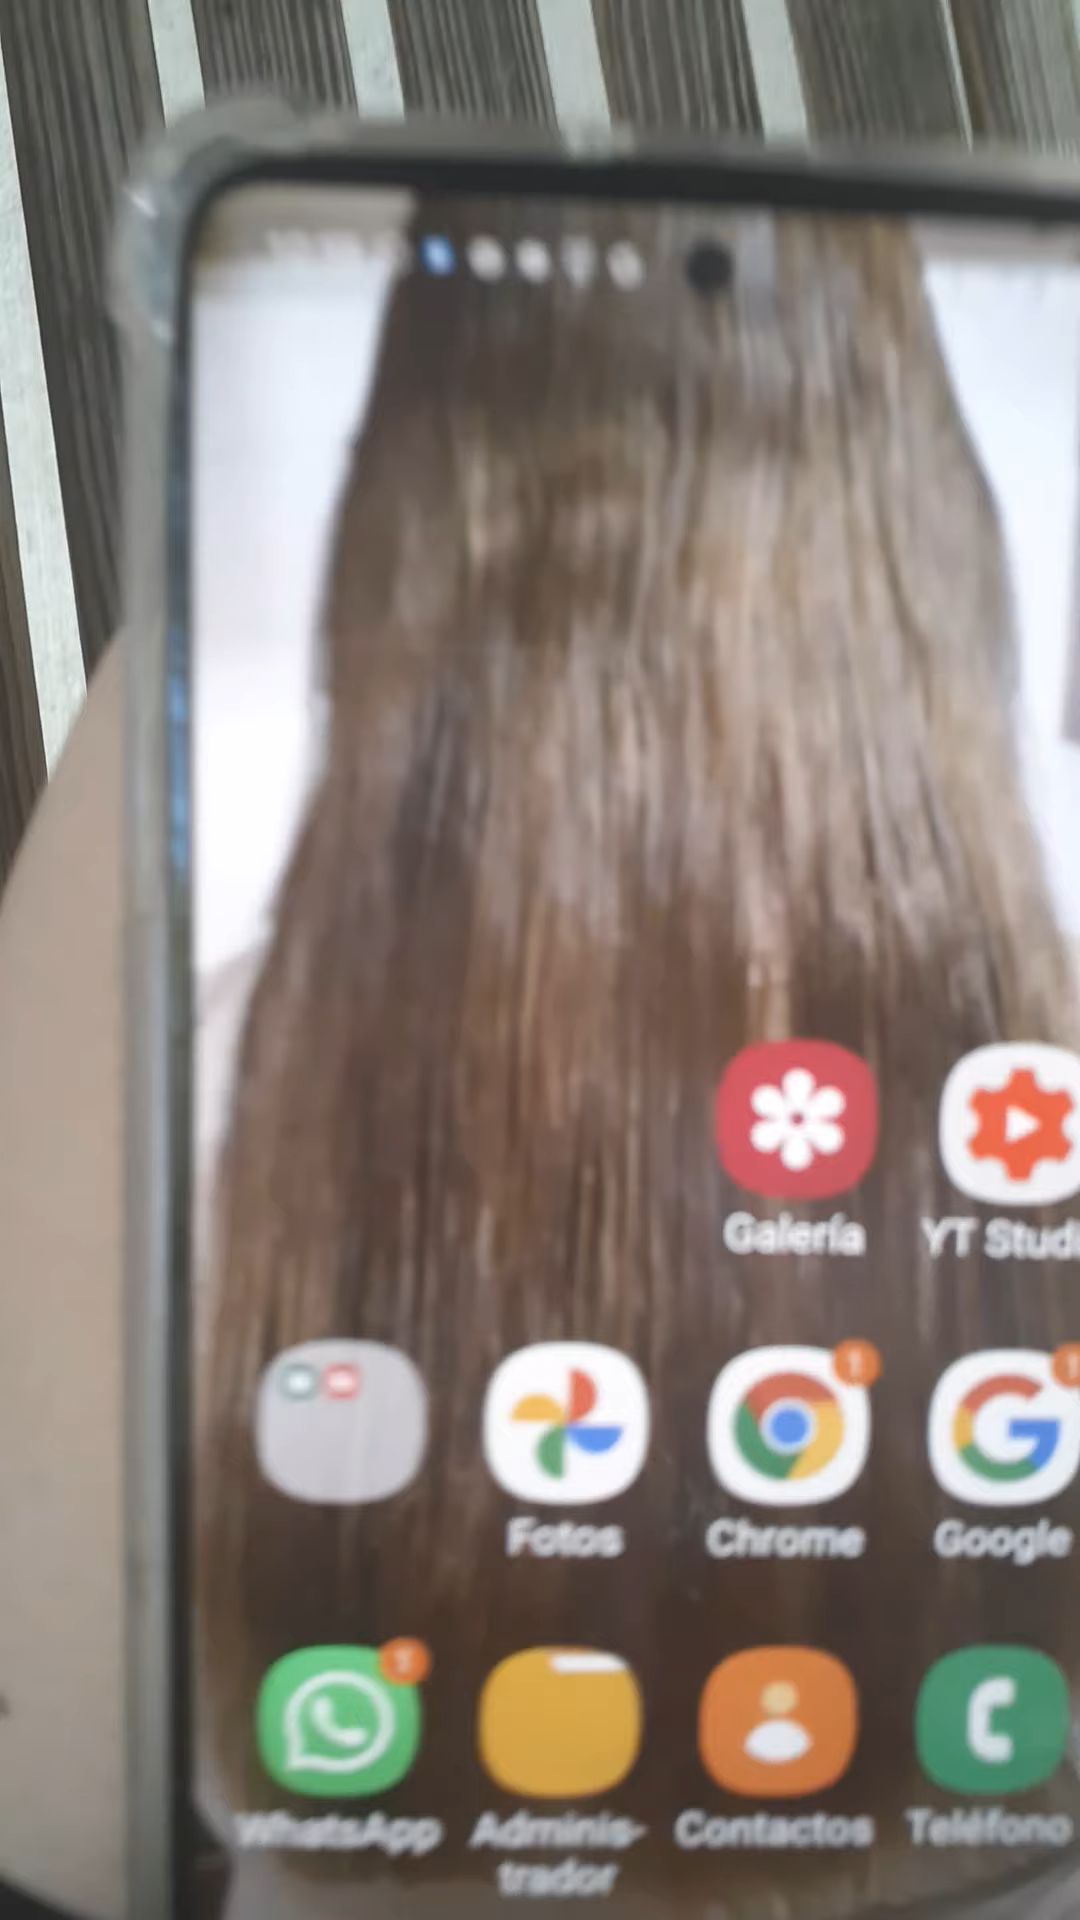 Galería
YT Studi
Fotos
Chrome
Google
WhatsApp
Adminis-
trador
Contactos
Teléfono